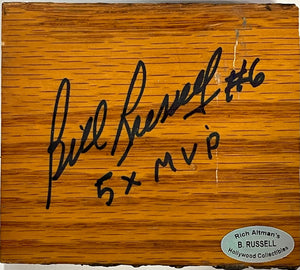 Bill Russell #6
5x MVP
Rich Altman's
B. RUSSELL
Hollywood Collectibles